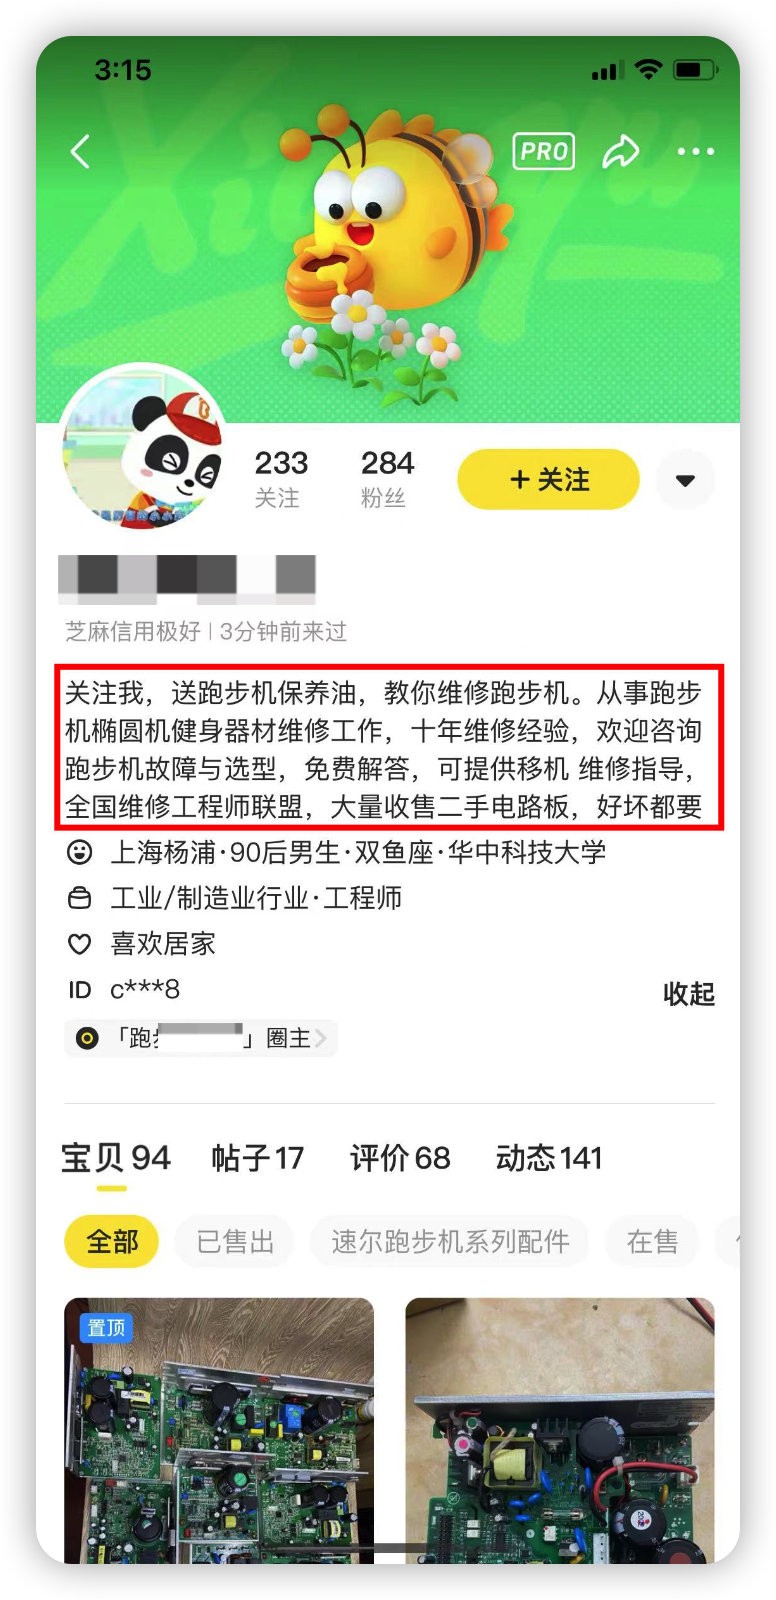 3:15
PRO
233
284
+ 关注
关注
粉丝
芝麻信用极好 | 3分钟前来过
关注我，送跑步机保养油，教你维修跑步机。从事跑步
机椭圆机健身器材维修工作，十年维修经验，欢迎咨询
跑步机故障与选型，免费解答，可提供移机 维修指导，
全国维修工程师联盟，大量收售二手电路板，好坏都要
上海杨浦·90后男生·双鱼座·华中科技大学
工业/制造业行业·工程师
喜欢居家
ID c***8
收起
「跑 」圈主
宝贝94 帖子17 评价68 动态141
全部 已售出 速尔跑步机系列配件 在售
置顶